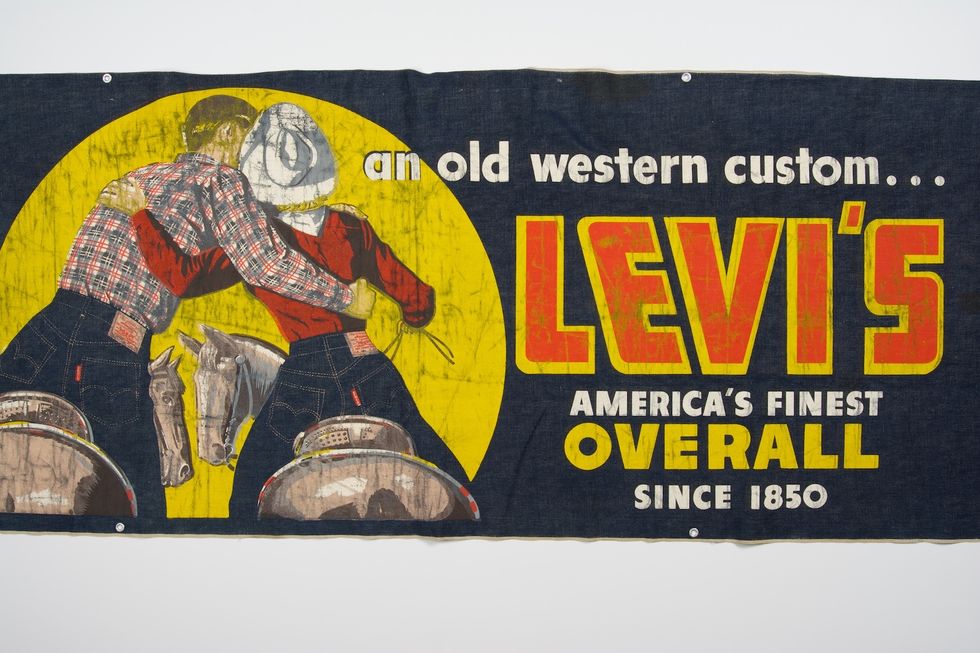 an old western custom...
LEVI'S
AMERICA'S FINEST
OVERALL
SINCE 1850